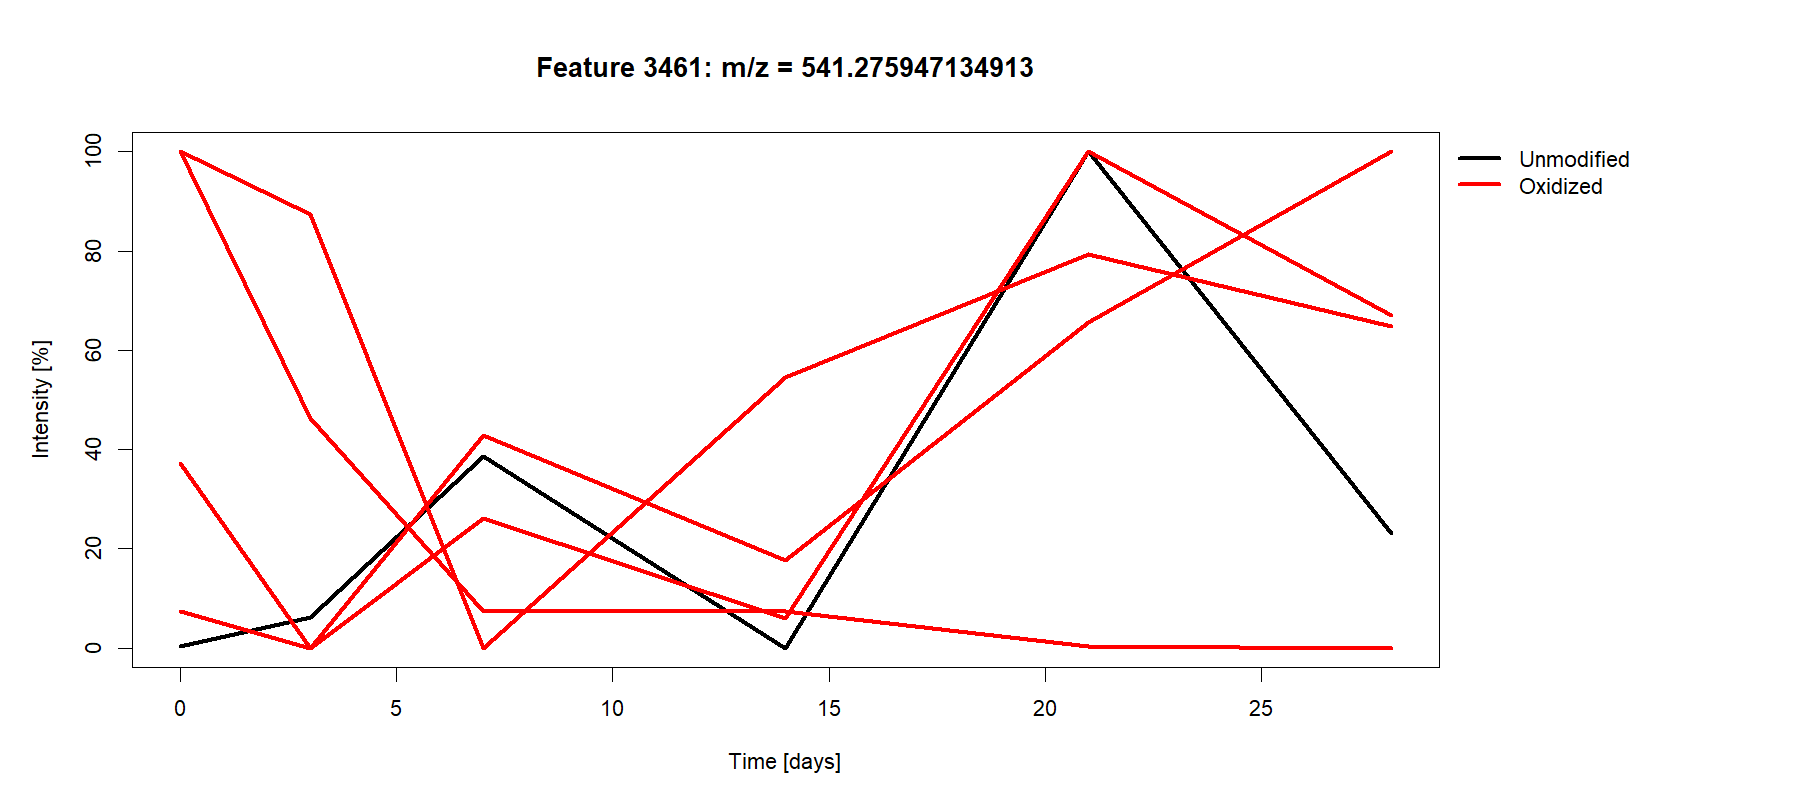 Feature 3461: m/z = 541.275947134913
Unmodified
Oxidized
Intensity [%]
100
80
60
40
20
0
0 5 10 15 20 25
Time [days]